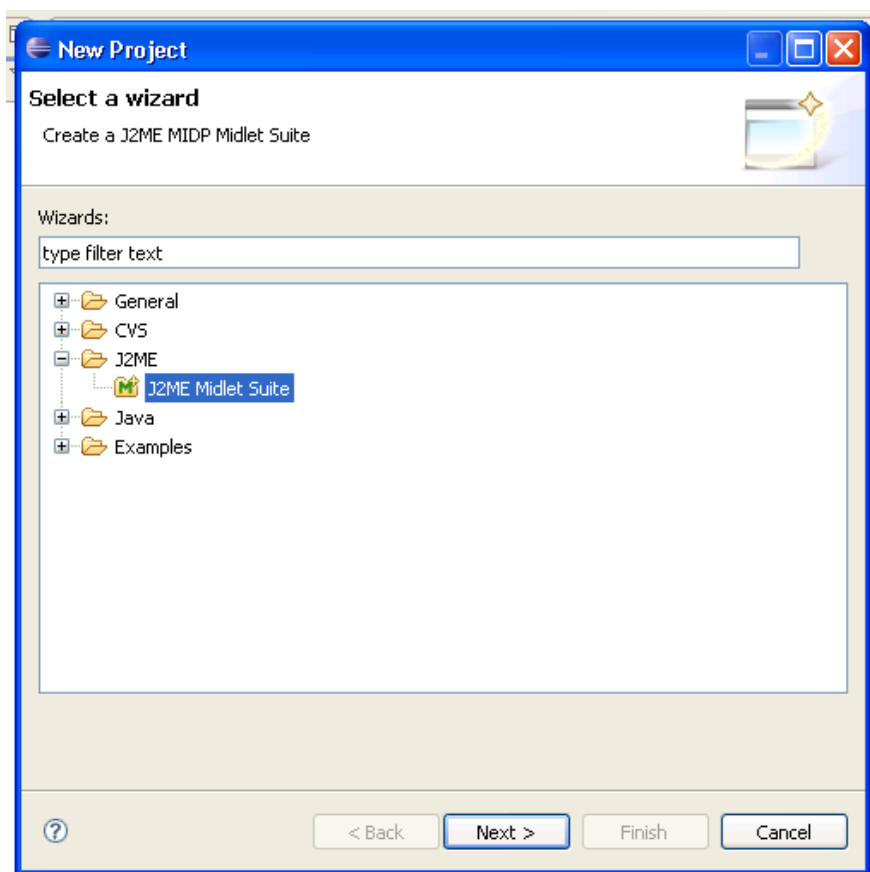 New Project
Select a wizard
Create a J2ME MIDP Midlet Suite
Wizards:
type filter text
General
CVS
J2ME
J2ME Midlet Suite
Java
Examples
< Back Next > Finish Cancel